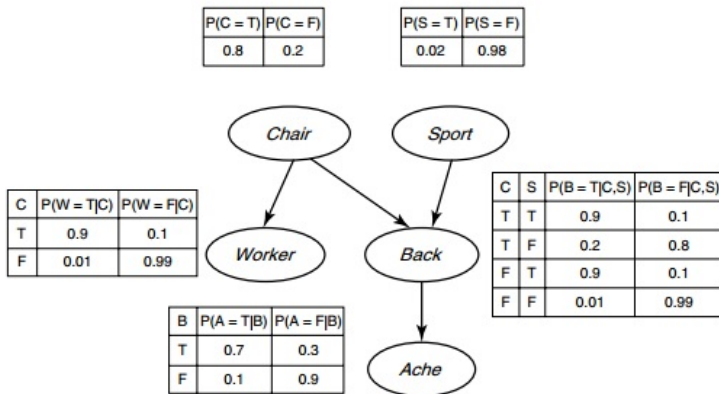 P(C = T) P(C = F)
0.8 0.2
P(S = T) P(S = F)
0.02 0.98
Chair
Sport
C P(W = T|C) P(W = F|C)
T 0.9 0.1
F 0.01 0.99
Worker
Back
C S P(B = T|C,S) P(B = F|C,S)
T T 0.9 0.1
T F 0.2 0.8
F T 0.9 0.1
F F 0.01 0.99
B P(A = T|B) P(A = F|B)
T 0.7 0.3
F 0.1 0.9
Ache